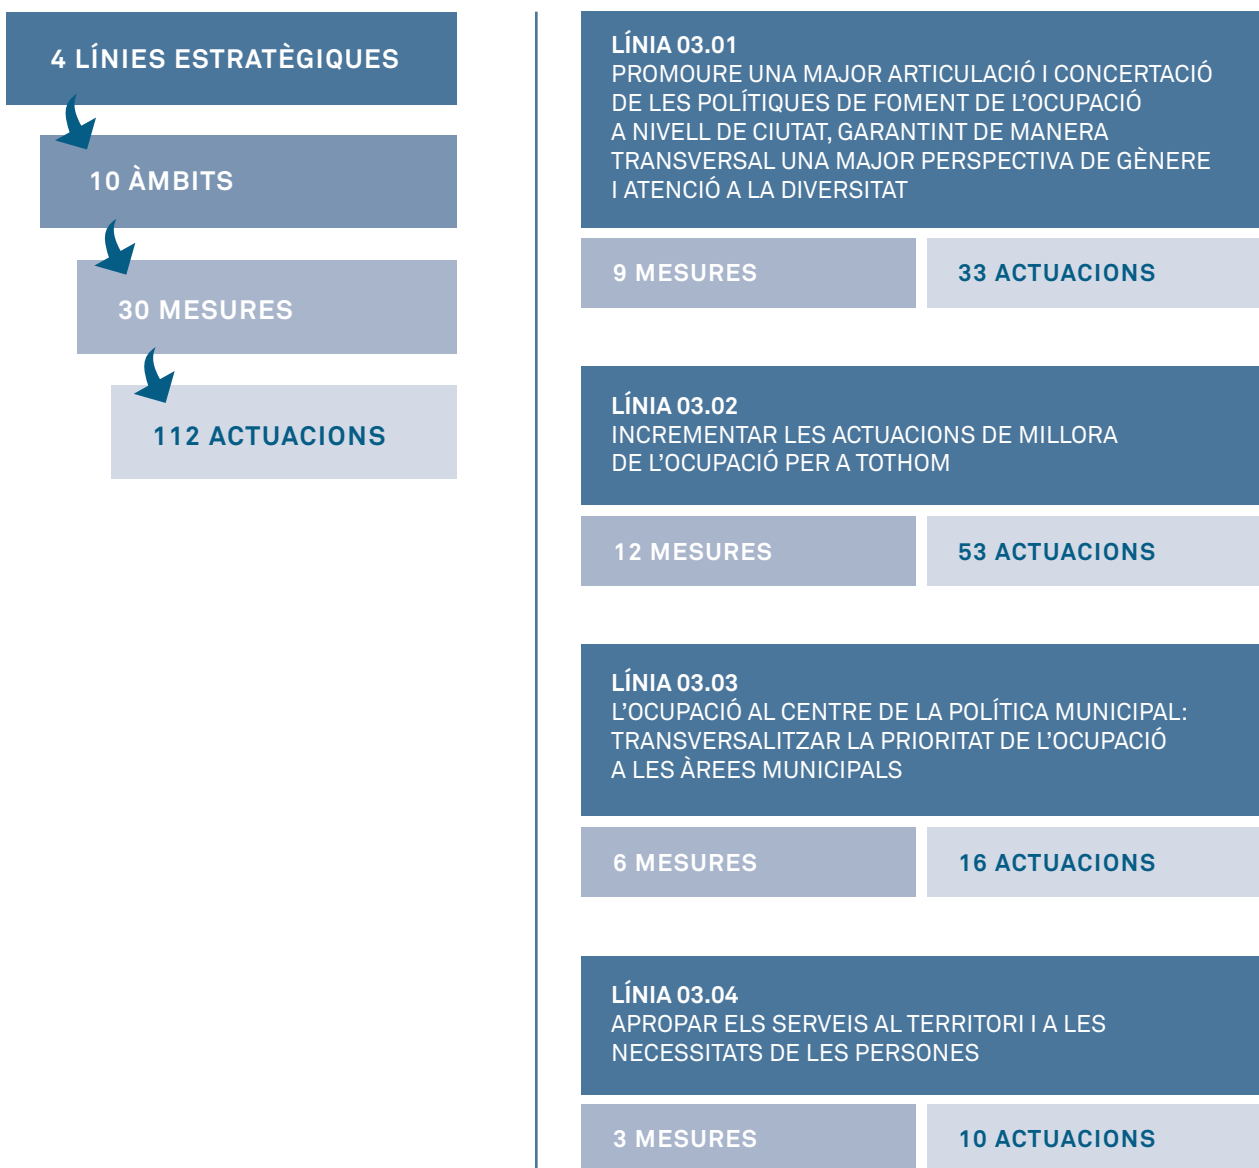 4 LÍNIES ESTRATÈGIQUES
10 ÀMBITS
30 MESURES
112 ACTUACIONS
LÍNIA 03.01
PROMOURE UNA MAJOR ARTICULACIÓ I CONCERTACIÓ
DE LES POLÍTIQUES DE FOMENT DE L’OCUPACIÓ
A NIVELL DE CIUTAT, GARANTINT DE MANERA
TRANSVERSAL UNA MAJOR PERSPECTIVA DE GÈNERE
I ATENCIÓ A LA DIVERSITAT
9 MESURES
33 ACTUACIONS
LÍNIA 03.02
INCREMENTAR LES ACTUACIONS DE MILLORA
DE L’OCUPACIÓ PER A TOTHOM
12 MESURES
53 ACTUACIONS
LÍNIA 03.03
L’OCUPACIÓ AL CENTRE DE LA POLÍTICA MUNICIPAL:
TRANSVERSALITZAR LA PRIORITAT DE L’OCUPACIÓ
A LES ÀREES MUNICIPALS
6 MESURES
16 ACTUACIONS
LÍNIA 03.04
APROPAR ELS SERVEIS AL TERRITORI I A LES
NECESSITATS DE LES PERSONES
3 MESURES
10 ACTUACIONS